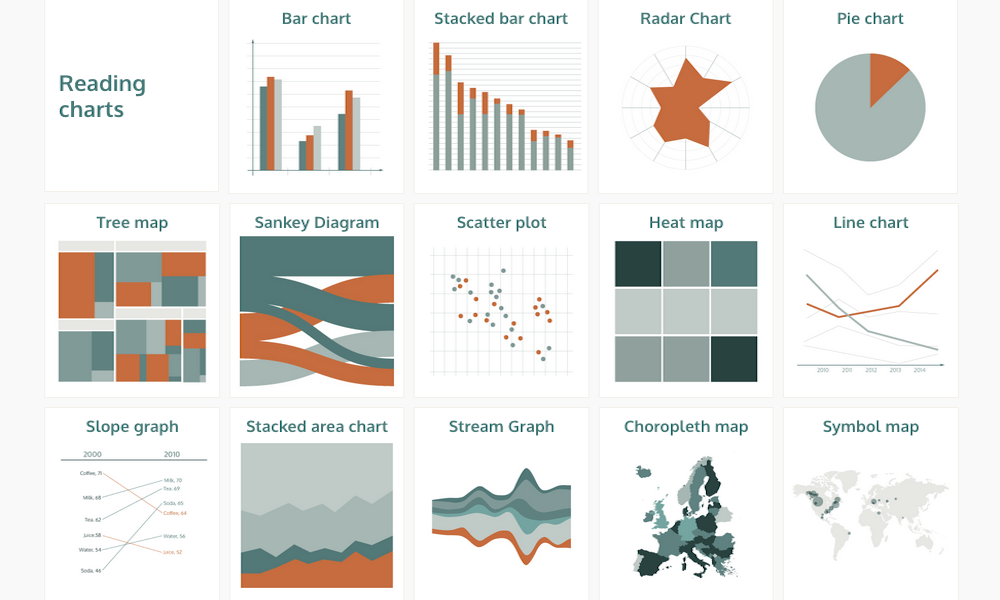 Reading
charts
Bar chart
Stacked bar chart
Radar Chart
Pie chart
Tree map
Sankey Diagram
Scatter plot
Heat map
Line chart
2010 2011 2012 2013 2014
Slope graph
2000 2010
Coffee, 71
Milk, 68
Tea, 62
Juice, 58
Water, 54
Soda, 46
Milk, 70
Tea, 69
Soda, 65
Coffee, 64
Water, 56
Juice, 52
Stacked area chart
Stream Graph
Choropleth map
Symbol map